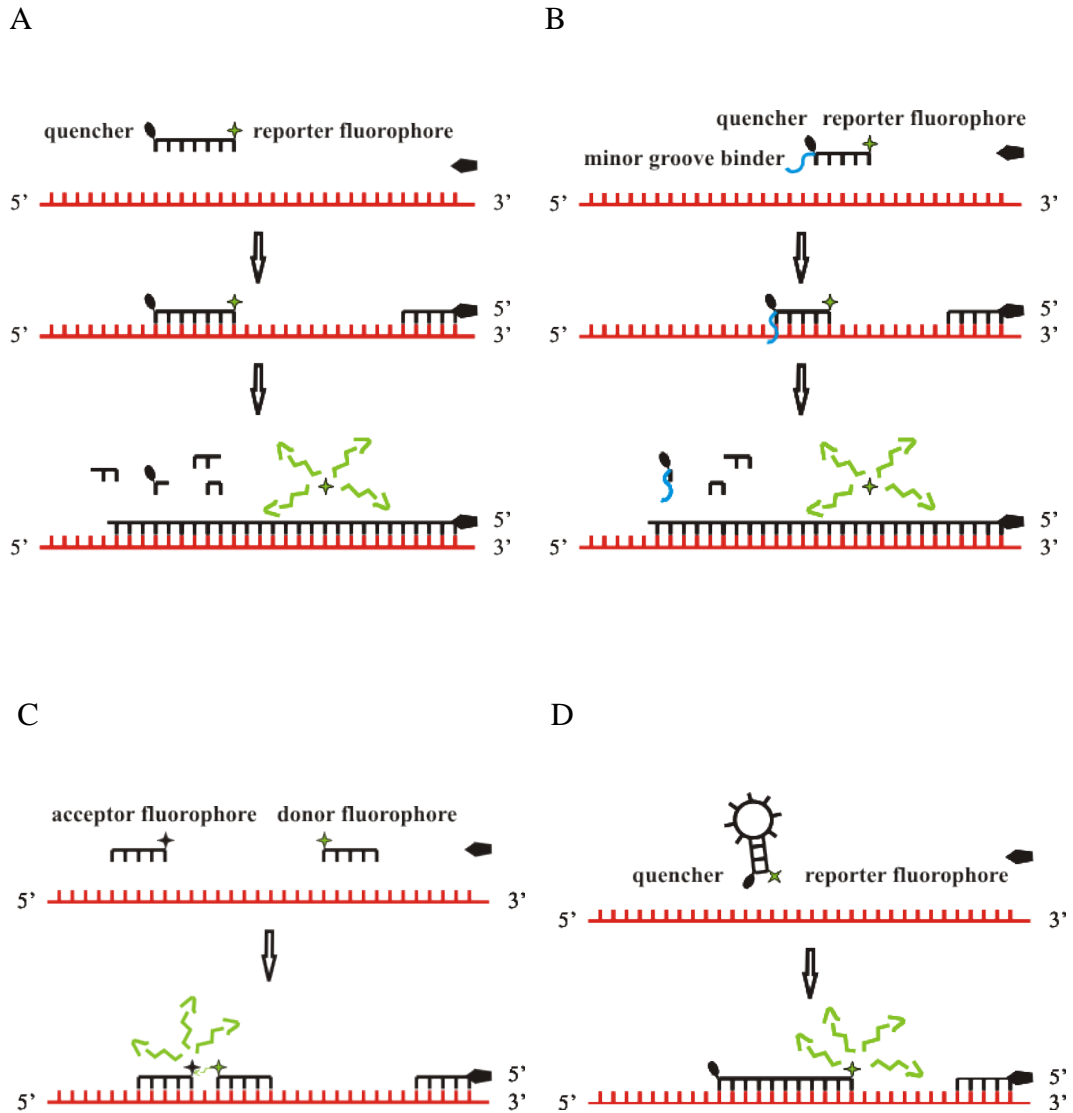 A
quencher reporter fluorophore
5’ 3’
5’
5’ 3’
5’
5’ 3’
B
quencher reporter fluorophore
minor groove binder
5’ 3’
5’
5’ 3’
5’
5’ 3’
C
acceptor fluorophore donor fluorophore
5’ 3’
5’
5’ 3’
D
quencher reporter fluorophore
5’ 3’
5’
5’ 3’